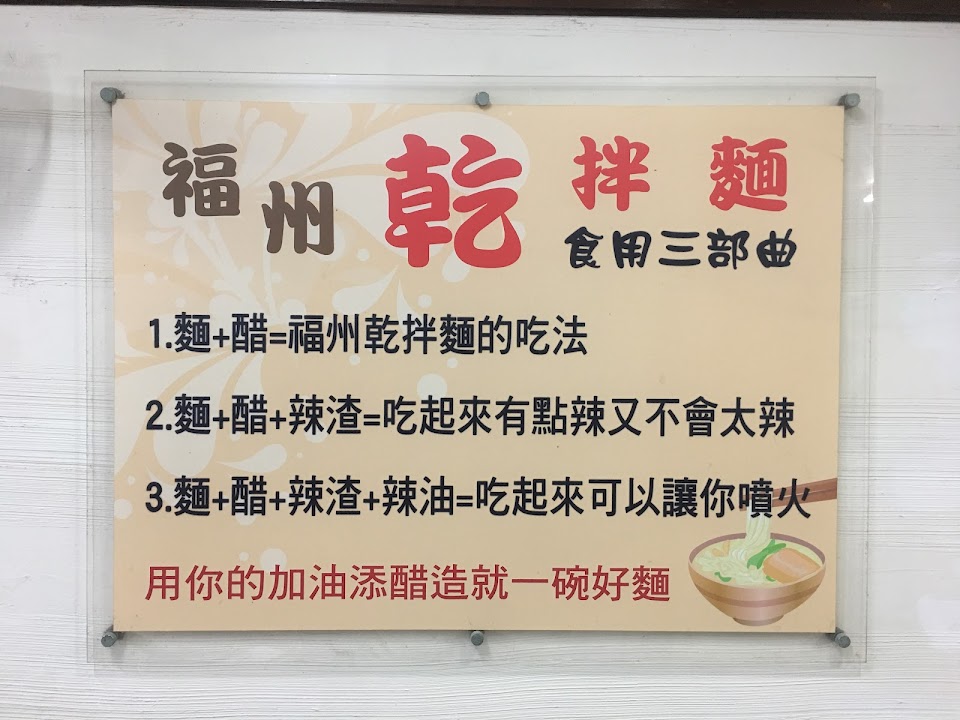 福州乾拌麵
食用三部曲
1.麵+醋=福州乾拌麵的吃法
2.麵+醋+辣渣=吃起來有點辣又不會太辣
3.麵+醋+辣渣+辣油=吃起來可以讓你噴火
用你的加油添醋造就一碗好麵